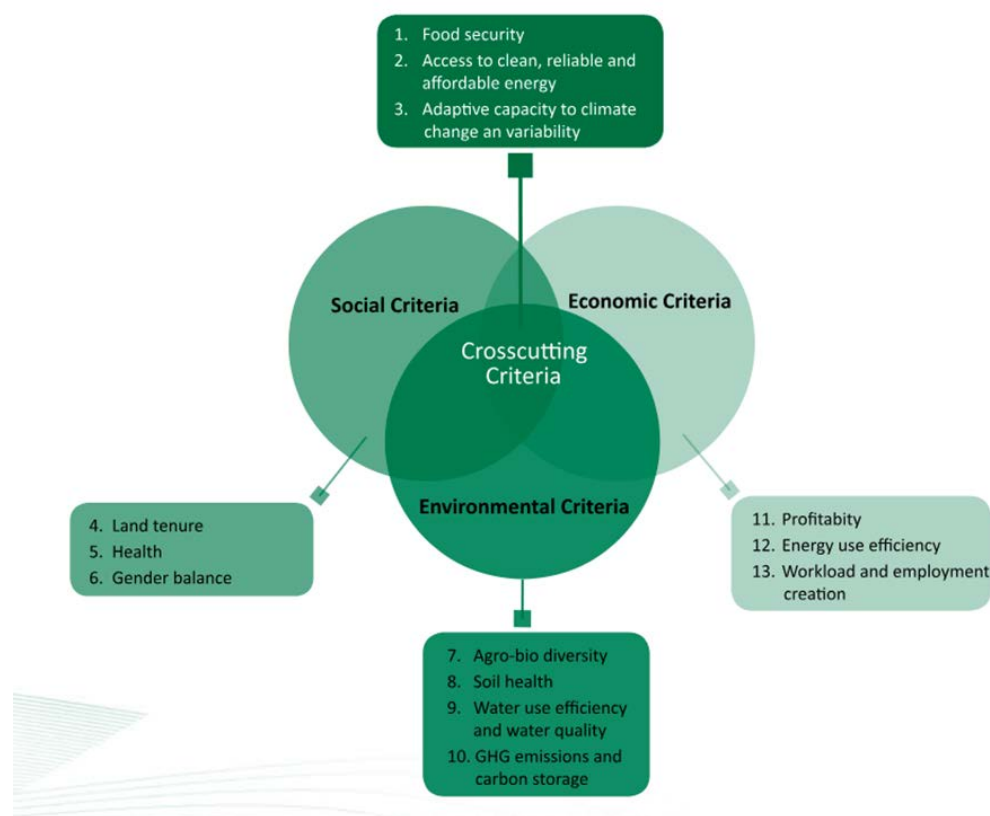 1. Food security
2. Access to clean, reliable and
affordable energy
3. Adaptive capacity to climate
change an variability
Social Criteria
Economic Criteria
Crosscutting
Criteria
Environmental Criteria
4. Land tenure
5. Health
6. Gender balance
7. Agro-bio diversity
8. Soil health
9. Water use efficiency
and water quality
10. GHG emissions and
carbon storage
11. Profitabity
12. Energy use efficiency
13. Workload and employment
creation